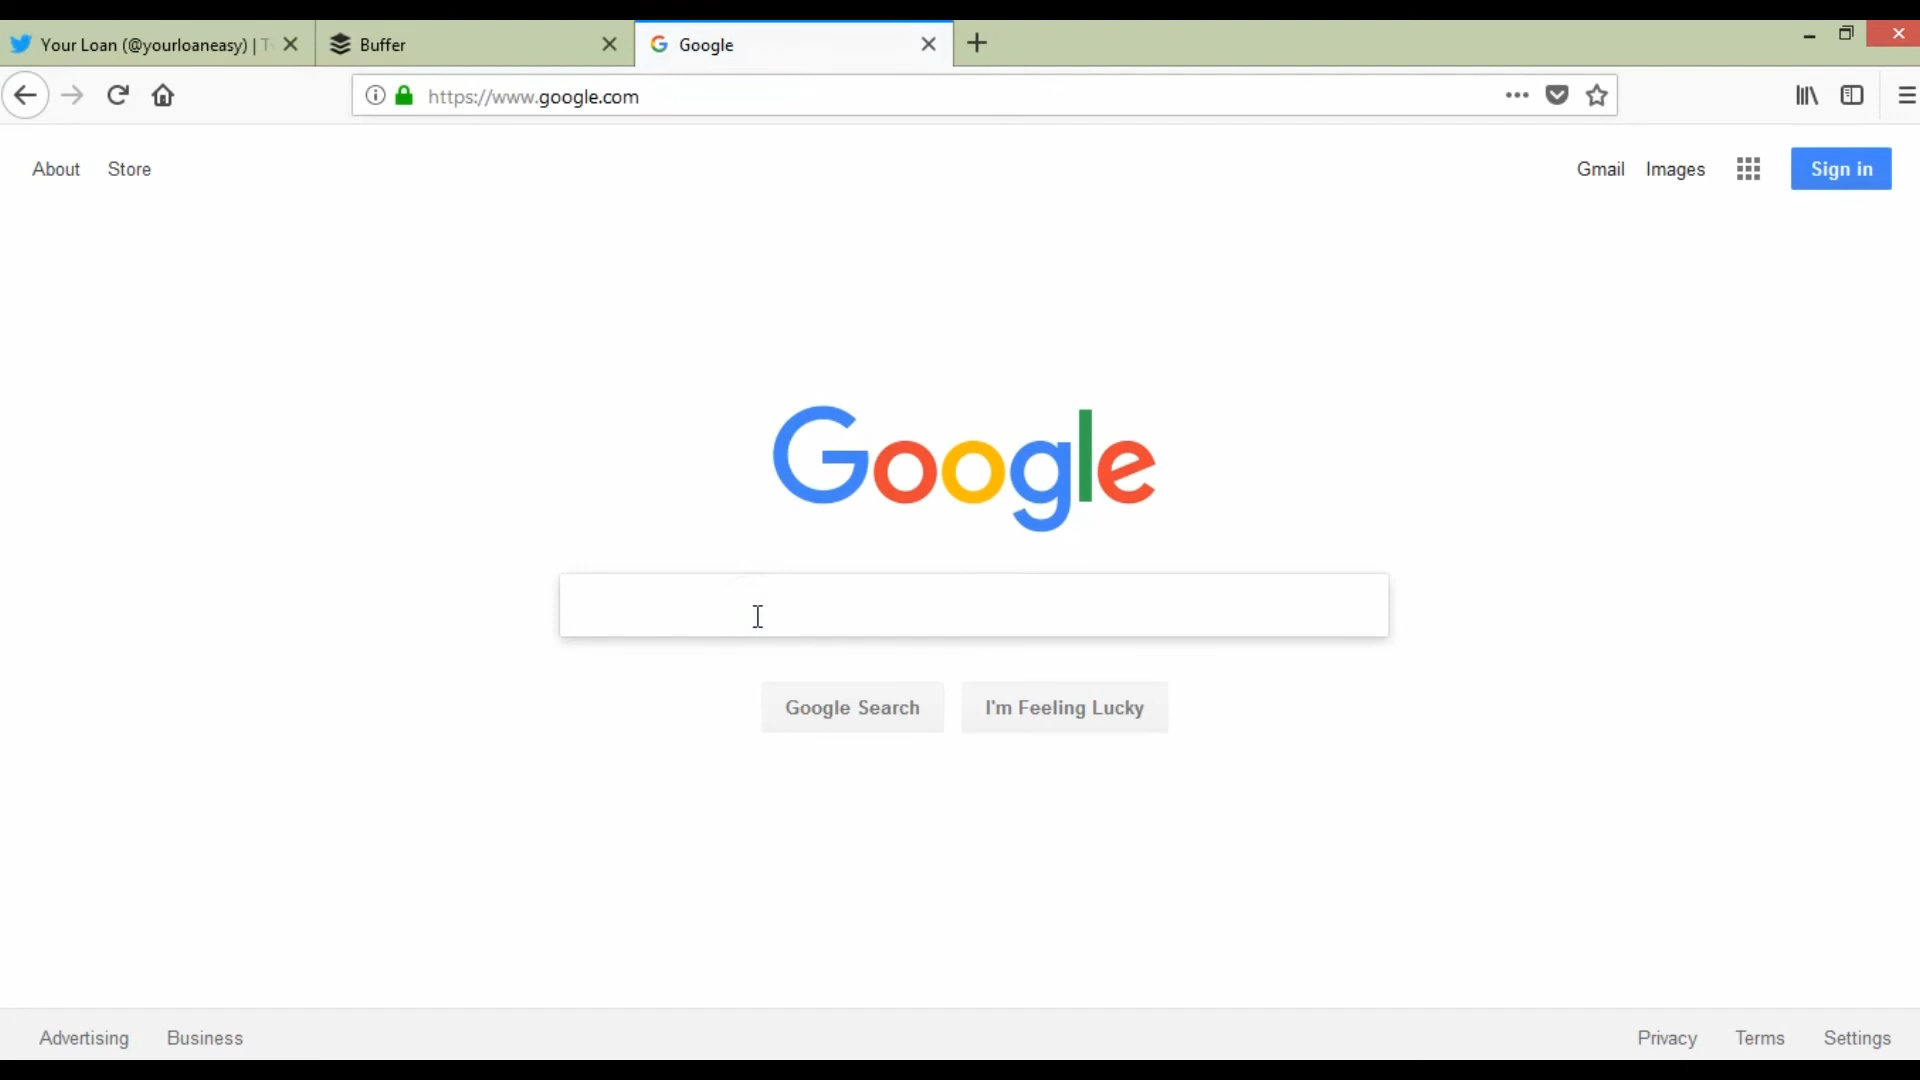 Your Loan (@yourloaneasy) | T
Buffer
Google
https://www.google.com
About
Store
Gmail
Images
Sign in
Google
Google Search
I'm Feeling Lucky
Advertising
Business
Privacy
Terms
Settings